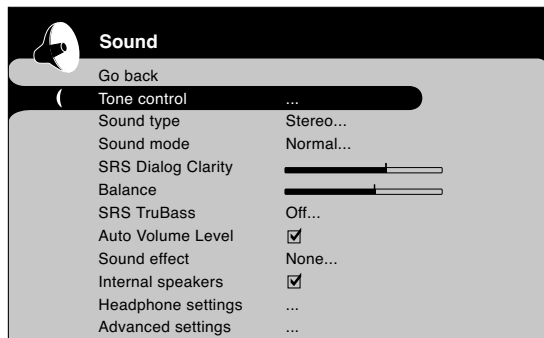 Sound
Go back
Tone control ...
Sound type Stereo...
Sound mode Normal...
SRS Dialog Clarity
Balance
SRS TruBass Off...
Auto Volume Level ☑
Sound effect None...
Internal speakers ☑
Headphone settings ...
Advanced settings ...